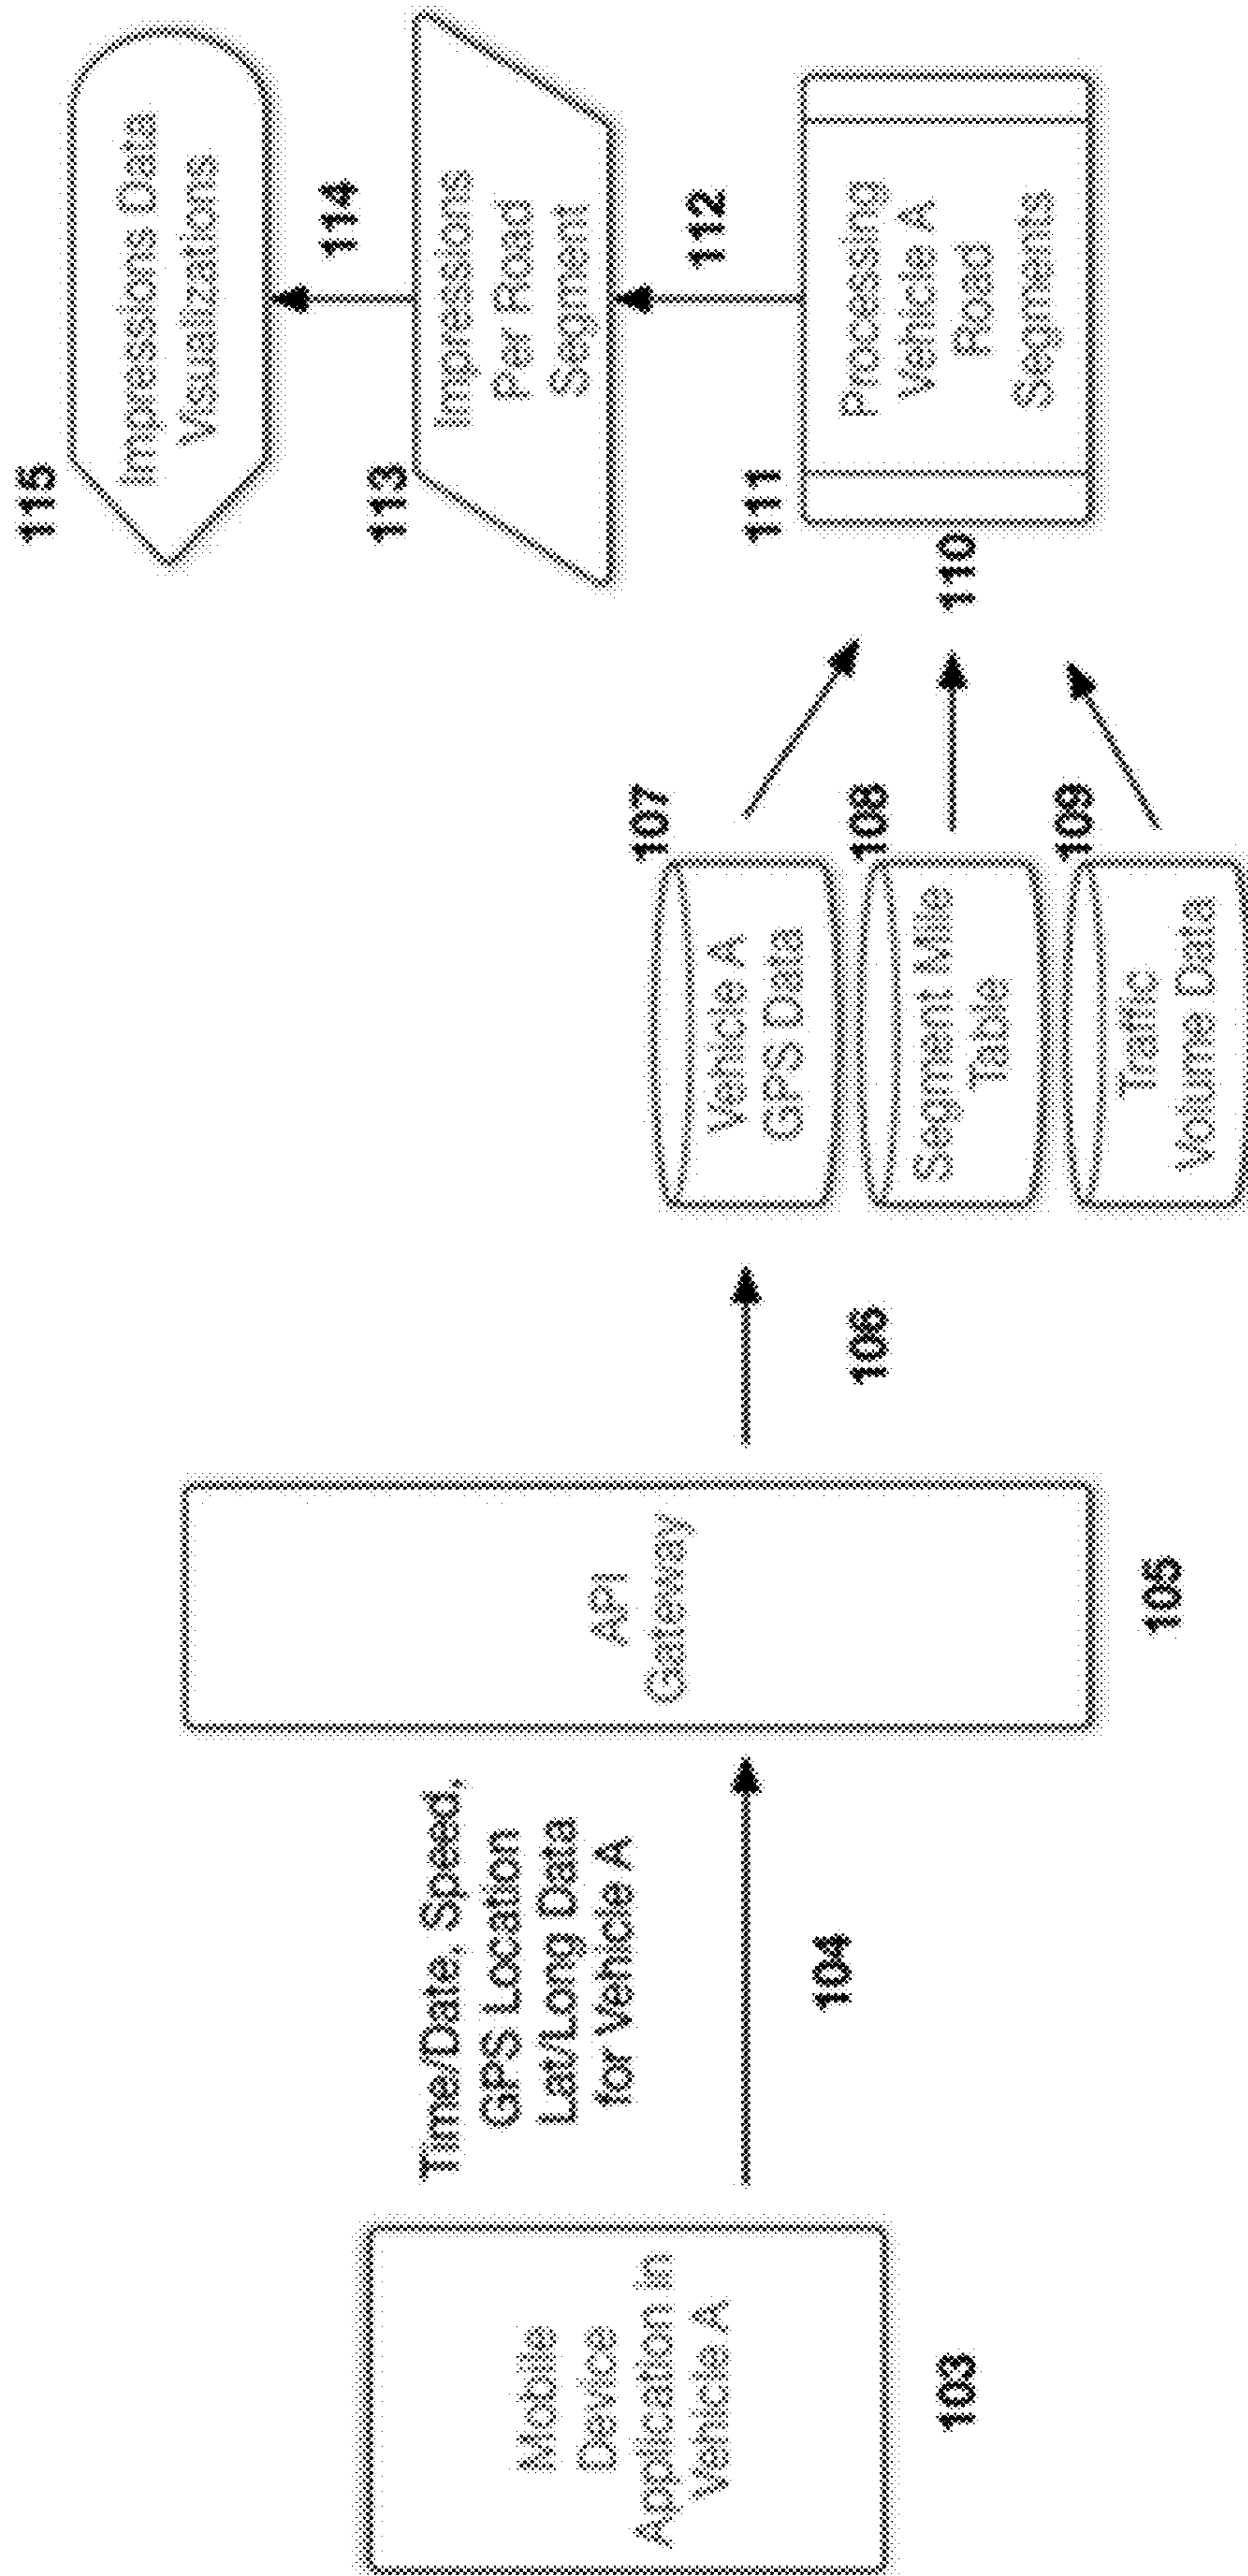 Mobile
Device
Application in
Vehicle A
103
Time/Date, Speed,
GPS Location
Lat/Long Data
for Vehicle A
104
API
Gateway
105
106
107
Vehicle A
GPS Data
108
Segment Mile
Table
109
Traffic
Volume Data
110
111
Processing
Vehicle A
Road
Segments
112
113
Impressions
Per Road
Segment
114
115
Impressions Data
Visualizations